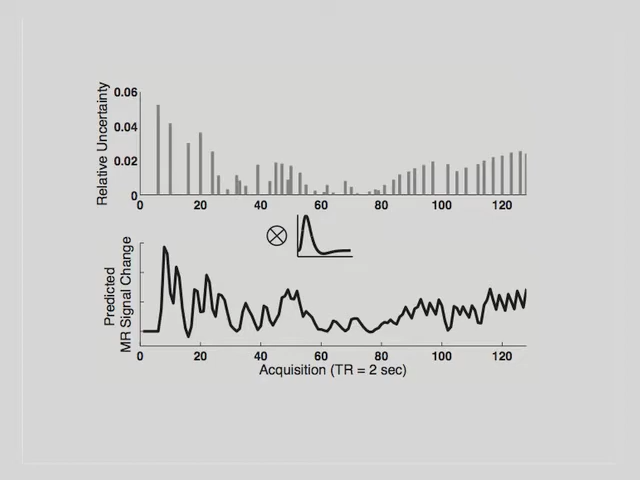 Relative Uncertainty
0.06
0.04
0.02
0
0 20 40 60 80 100 120
Predicted
MR Signal Change
0 20 40 60 80 100 120
Acquisition (TR = 2 sec)